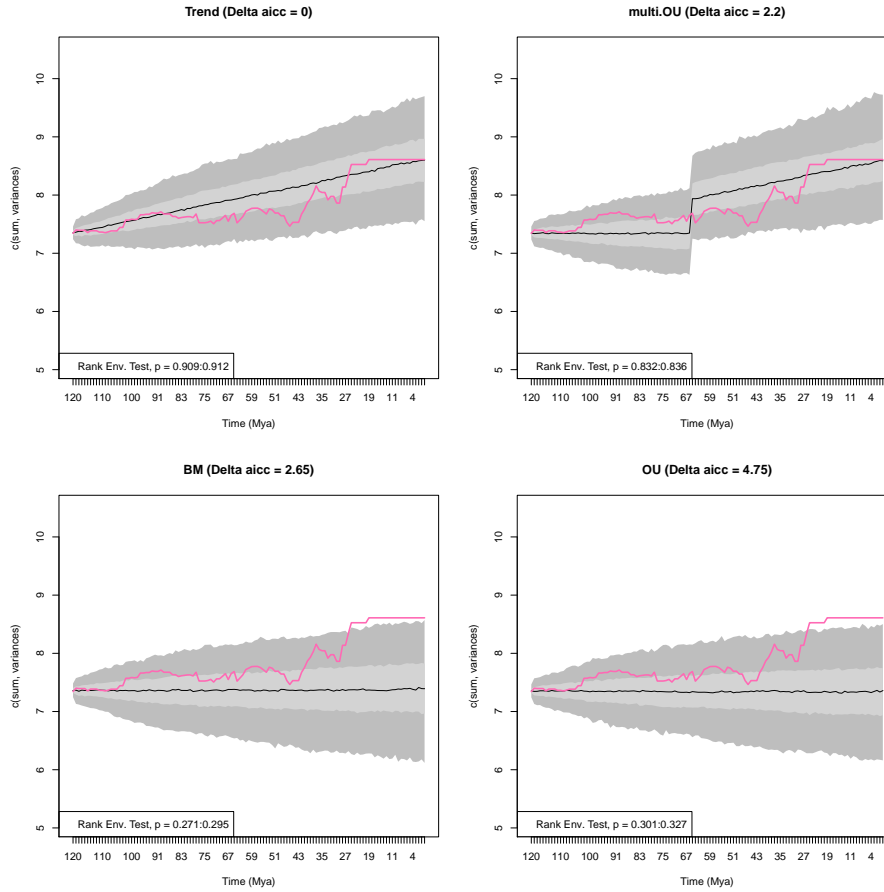 Trend (Delta aicc = 0)
c(sum, variances)
10
9
8
7
6
5
Rank Env. Test, p = 0.909:0.912
120 110 100 91 83 75 67 59 51 43 35 27 19 11 4
Time (Mya)
multi.OU (Delta aicc = 2.2)
c(sum, variances)
10
9
8
7
6
5
Rank Env. Test, p = 0.832:0.836
120 110 100 91 83 75 67 59 51 43 35 27 19 11 4
Time (Mya)
BM (Delta aicc = 2.65)
c(sum, variances)
10
9
8
7
6
5
Rank Env. Test, p = 0.271:0.295
120 110 100 91 83 75 67 59 51 43 35 27 19 11 4
Time (Mya)
OU (Delta aicc = 4.75)
c(sum, variances)
10
9
8
7
6
5
Rank Env. Test, p = 0.301:0.327
120 110 100 91 83 75 67 59 51 43 35 27 19 11 4
Time (Mya)